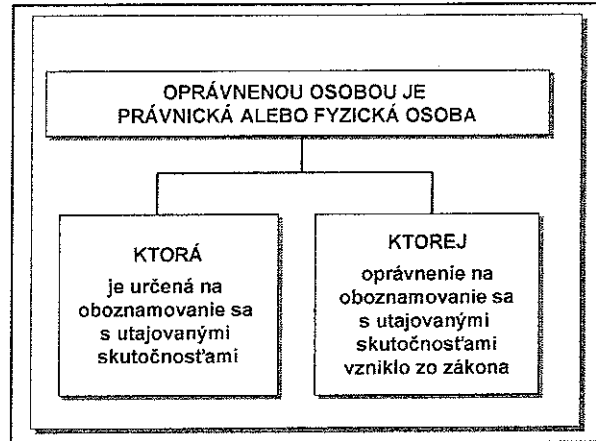 OPRÁVNENOU OSOBOU JE
PRÁVNICKÁ ALEBO FYZICKÁ OSOBA
KTORÁ
je určená na
oboznamovanie sa
s utajovanými
skutočnosťami
KTOREJ
oprávnenie na
oboznamovanie sa
s utajovanými
skutočnosťami
vzniklo zo zákona